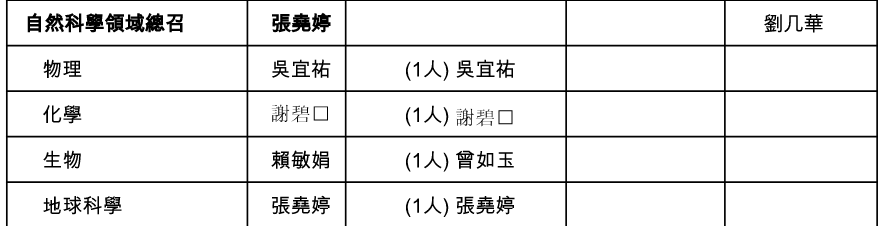 自然科學領域總召 張堯婷 劉几華
物理 吳宜祐 (1人) 吳宜祐
化學 謝碧□ (1人) 謝碧□
生物 賴敏娟 (1人) 曾如玉
地球科學 張堯婷 (1人) 張堯婷